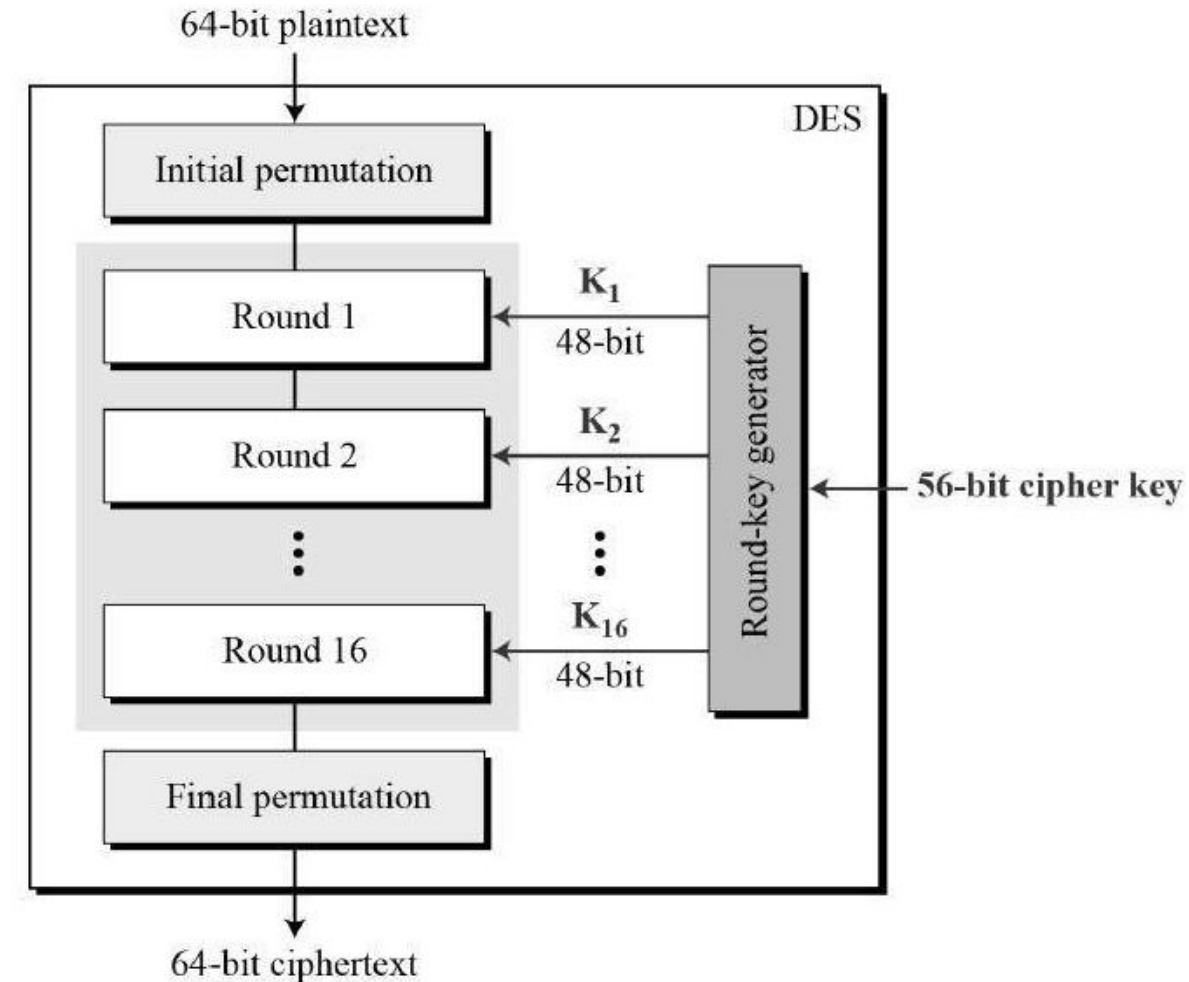 64-bit plaintext
DES
Initial permutation
Round 1
K₁
48-bit
Round 2
K₂
48-bit
Round-key generator
56-bit cipher key
Round 16
K₁₆
48-bit
Final permutation
64-bit ciphertext